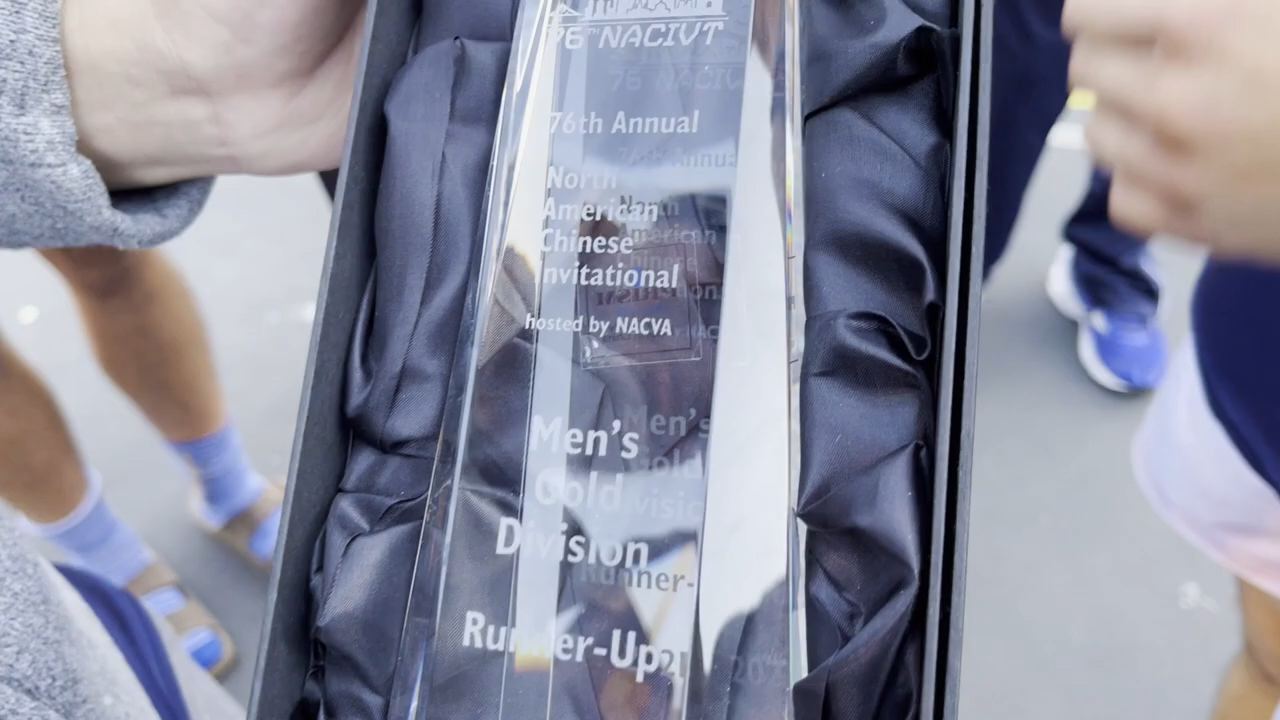 76TH NACIVT
76th Annual
North
American
Chinese
Invitational
hosted by NACVA
Men's
Gold
Division
Runner-Up